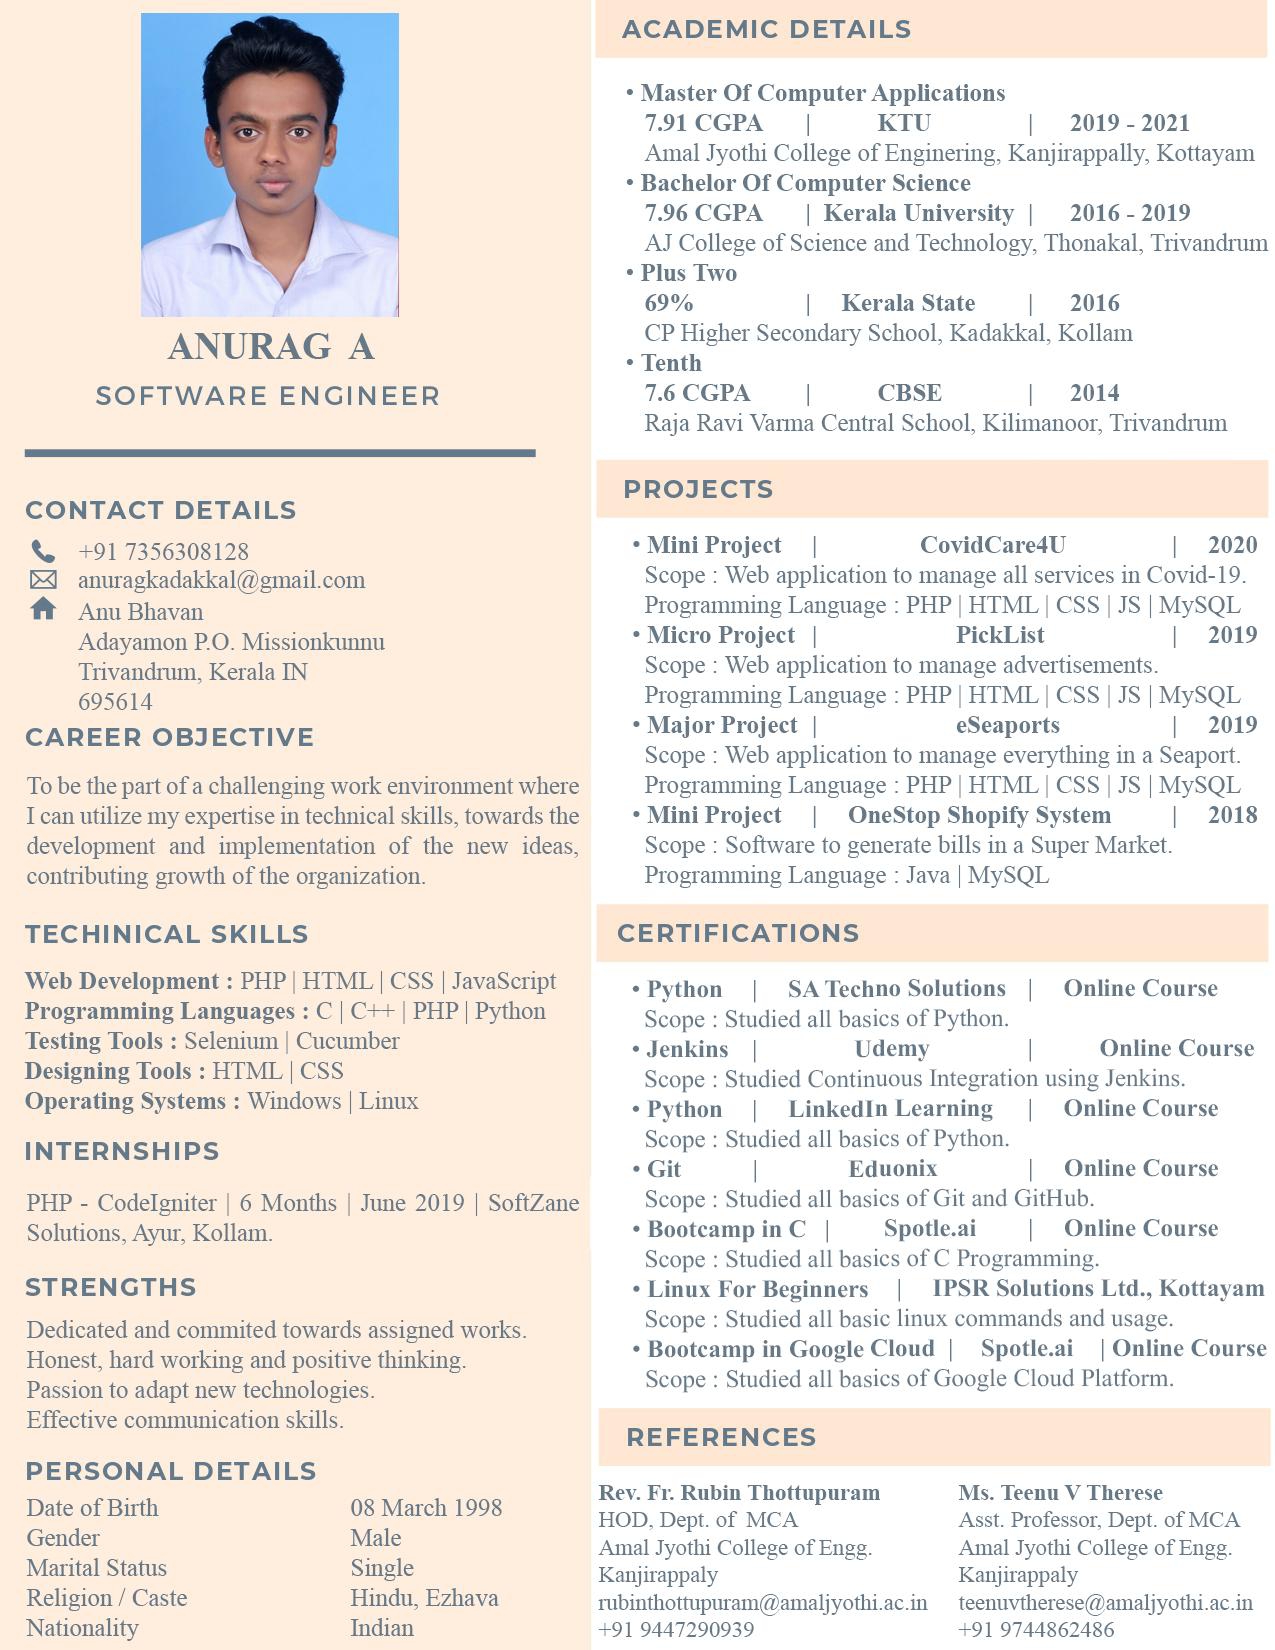 ANURAG A
SOFTWARE ENGINEER
CONTACT DETAILS
+91 7356308128
anuragkadakkal@gmail.com
Anu Bhavan
Adayamon P.O. Missionkunnu
Trivandrum, Kerala IN
695614
CAREER OBJECTIVE
To be the part of a challenging work environment where
I can utilize my expertise in technical skills, towards the
development and implementation of the new ideas,
contributing growth of the organization.
TECHINICAL SKILLS
Web Development : PHP | HTML | CSS | JavaScript
Programming Languages : C | C++ | PHP | Python
Testing Tools : Selenium | Cucumber
Designing Tools : HTML | CSS
Operating Systems : Windows | Linux
INTERNSHIPS
PHP - CodeIgniter | 6 Months | June 2019 | SoftZane
Solutions, Ayur, Kollam.
STRENGTHS
Dedicated and commited towards assigned works.
Honest, hard working and positive thinking.
Passion to adapt new technologies.
Effective communication skills.
PERSONAL DETAILS
Date of Birth 08 March 1998
Gender Male
Marital Status Single
Religion / Caste Hindu, Ezhava
Nationality Indian
ACADEMIC DETAILS
• Master Of Computer Applications
7.91 CGPA | KTU | 2019 - 2021
Amal Jyothi College of Enginering, Kanjirappally, Kottayam
• Bachelor Of Computer Science
7.96 CGPA | Kerala University | 2016 - 2019
AJ College of Science and Technology, Thonakal, Trivandrum
• Plus Two
69% | Kerala State | 2016
CP Higher Secondary School, Kadakkal, Kollam
• Tenth
7.6 CGPA | CBSE | 2014
Raja Ravi Varma Central School, Kilimanoor, Trivandrum
PROJECTS
• Mini Project | CovidCare4U | 2020
Scope : Web application to manage all services in Covid-19.
Programming Language : PHP | HTML | CSS | JS | MySQL
• Micro Project | PickList | 2019
Scope : Web application to manage advertisements.
Programming Language : PHP | HTML | CSS | JS | MySQL
• Major Project | eSeaports | 2019
Scope : Web application to manage everything in a Seaport.
Programming Language : PHP | HTML | CSS | JS | MySQL
• Mini Project | OneStop Shopify System | 2018
Scope : Software to generate bills in a Super Market.
Programming Language : Java | MySQL
CERTIFICATIONS
• Python | SA Techno Solutions | Online Course
Scope : Studied all basics of Python.
• Jenkins | Udemy | Online Course
Scope : Studied Continuous Integration using Jenkins.
• Python | LinkedIn Learning | Online Course
Scope : Studied all basics of Python.
• Git | Eduonix | Online Course
Scope : Studied all basics of Git and GitHub.
• Bootcamp in C | Spotle.ai | Online Course
Scope : Studied all basics of C Programming.
• Linux For Beginners | IPSR Solutions Ltd., Kottayam
Scope : Studied all basic linux commands and usage.
• Bootcamp in Google Cloud | Spotle.ai | Online Course
Scope : Studied all basics of Google Cloud Platform.
REFERENCES
Rev. Fr. Rubin Thottupuram
HOD, Dept. of MCA
Amal Jyothi College of Engg.
Kanjirappaly
rubinthottupuram@amaljyothi.ac.in
+91 9447290939
Ms. Teenu V Therese
Asst. Professor, Dept. of MCA
Amal Jyothi College of Engg.
Kanjirappaly
teenuvtherese@amaljyothi.ac.in
+91 9744862486